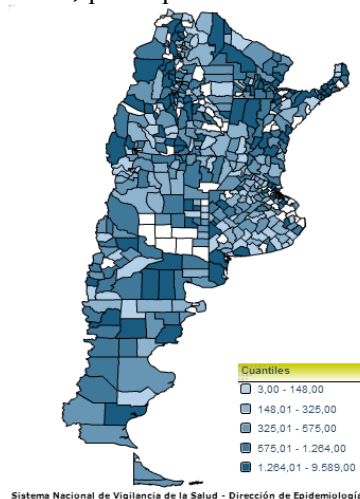 Cuantiles
3,00 - 148,00
148,01 - 325,00
325,01 - 575,00
575,01 - 1.264,00
1.264,01 - 9.589,00
Sistema Nacional de Vigilancia de la Salud - Dirección de Epidemiología